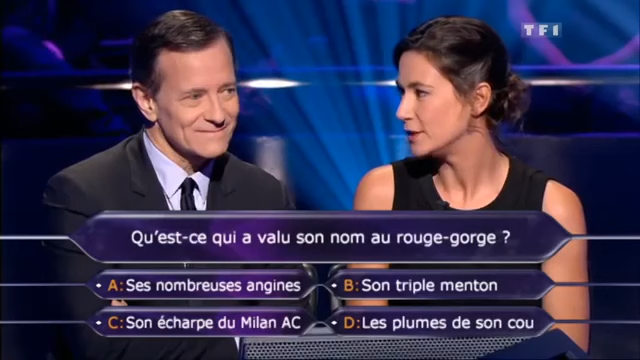 TF1
Qu'est-ce qui a valu son nom au rouge-gorge ?
A: Ses nombreuses angines
B: Son triple menton
C: Son écharpe du Milan AC
D: Les plumes de son cou